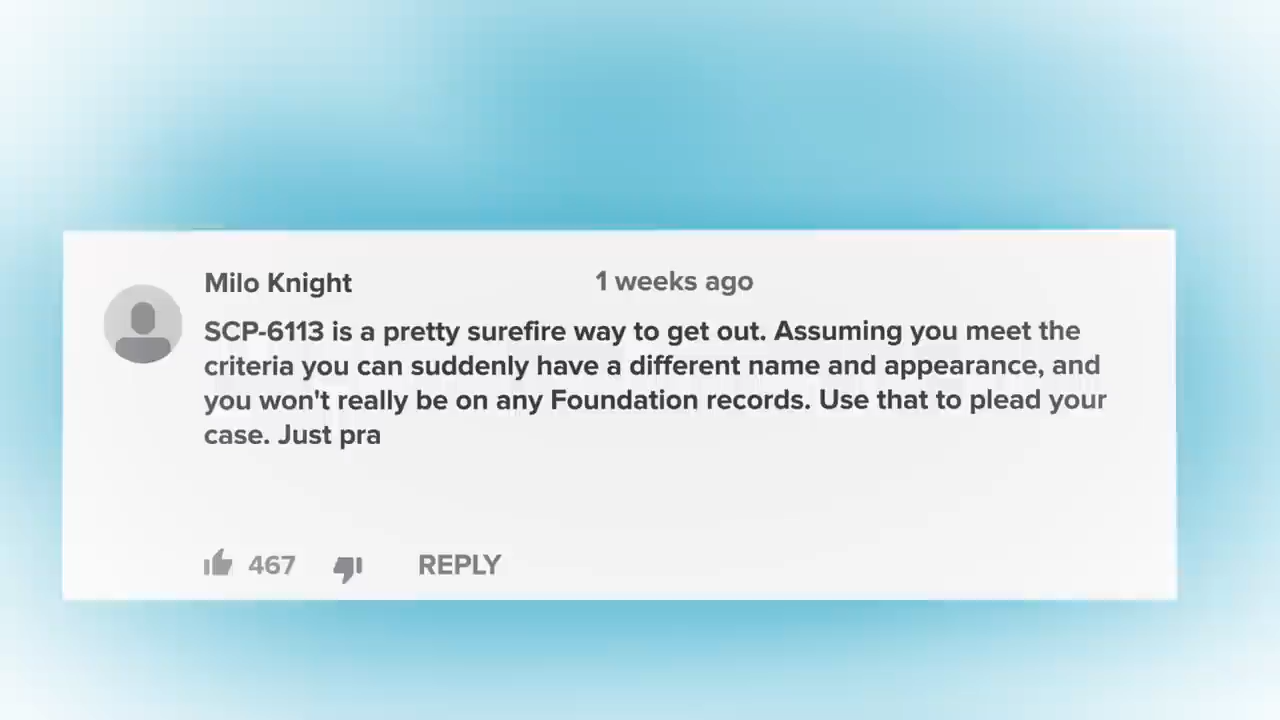 Milo Knight 1 weeks ago
SCP-6113 is a pretty surefire way to get out. Assuming you meet the
criteria you can suddenly have a different name and appearance, and
you won't really be on any Foundation records. Use that to plead your
case. Just pra
467 REPLY